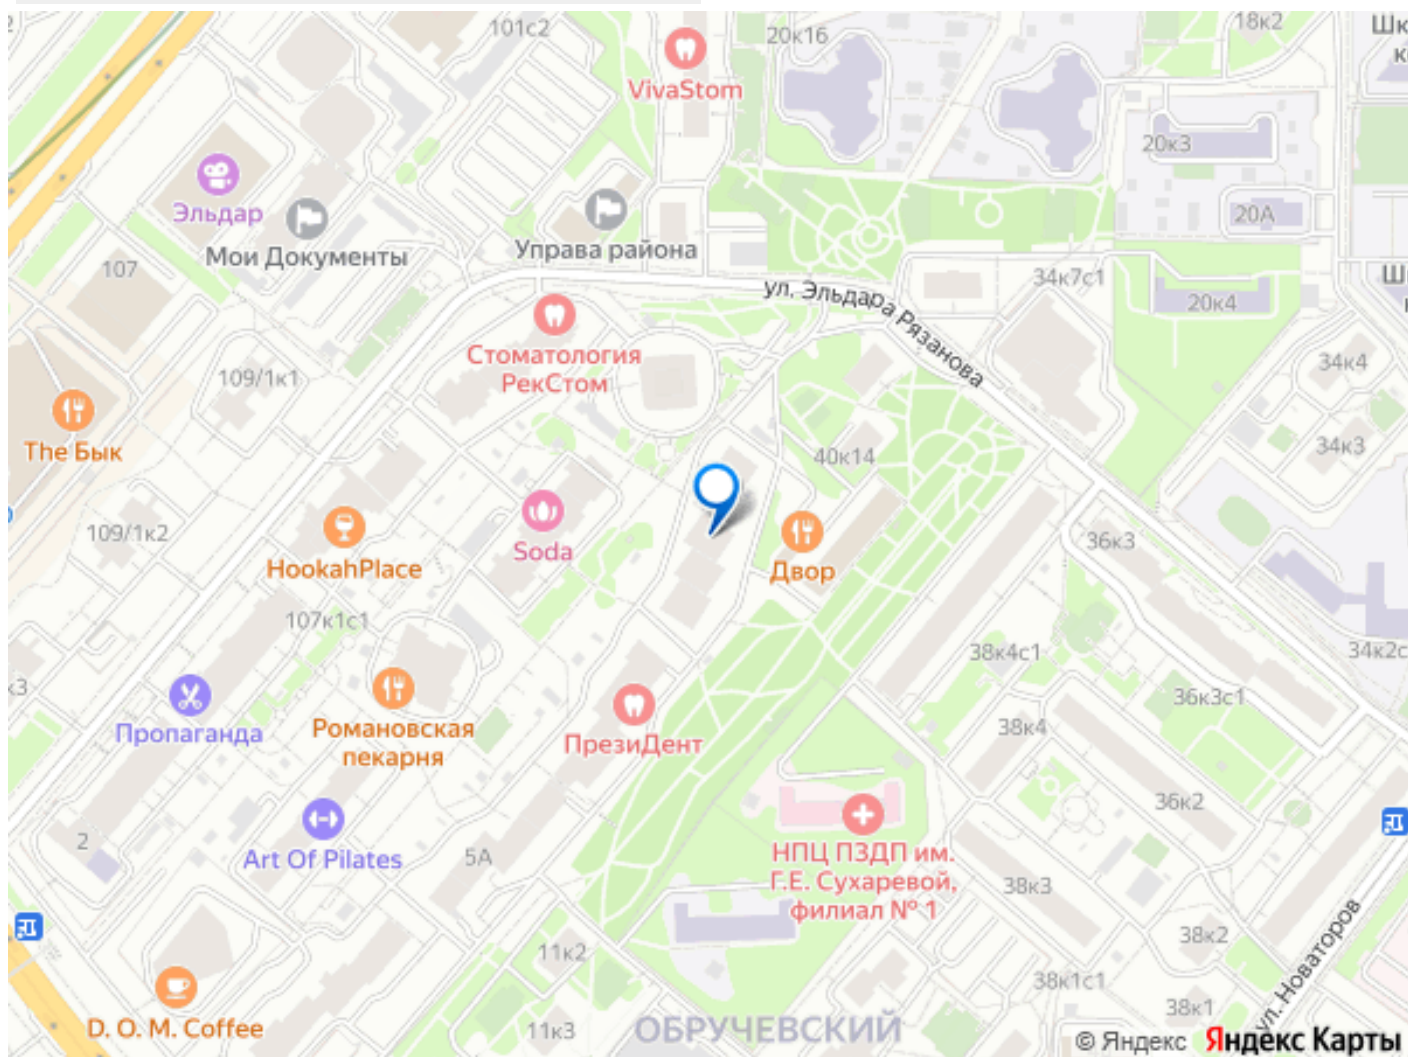 101с2
20к16
18к2
Шк
к
VivaStom
20к3
Эльдар
20А
Мои Документы
Управа района
107
34к7с1
Ш
ул. Эльдара Рязанова
20к4
Стоматология
РекСтом
109/1к1
34к4
The Бык
40к14
34к3
109/1к2
HookahPlace
Soda
Двор
36к3
107к1с1
38к4с1
34к2с
к3
36к3с1
Пропаганда
Романовская
пекарня
ПрезиДент
38к4
36к2
2
Art Of Pilates
5А
НПЦ ПЗДП им.
Г.Е. Сухаревой,
филиал № 1
38к3
11к2
38к2
ул. Новаторов
38к1с1
38к1
D. O. M. Coffee
11к3
ОБРУЧЕВСКИЙ
© Яндекс Яндекс Карты